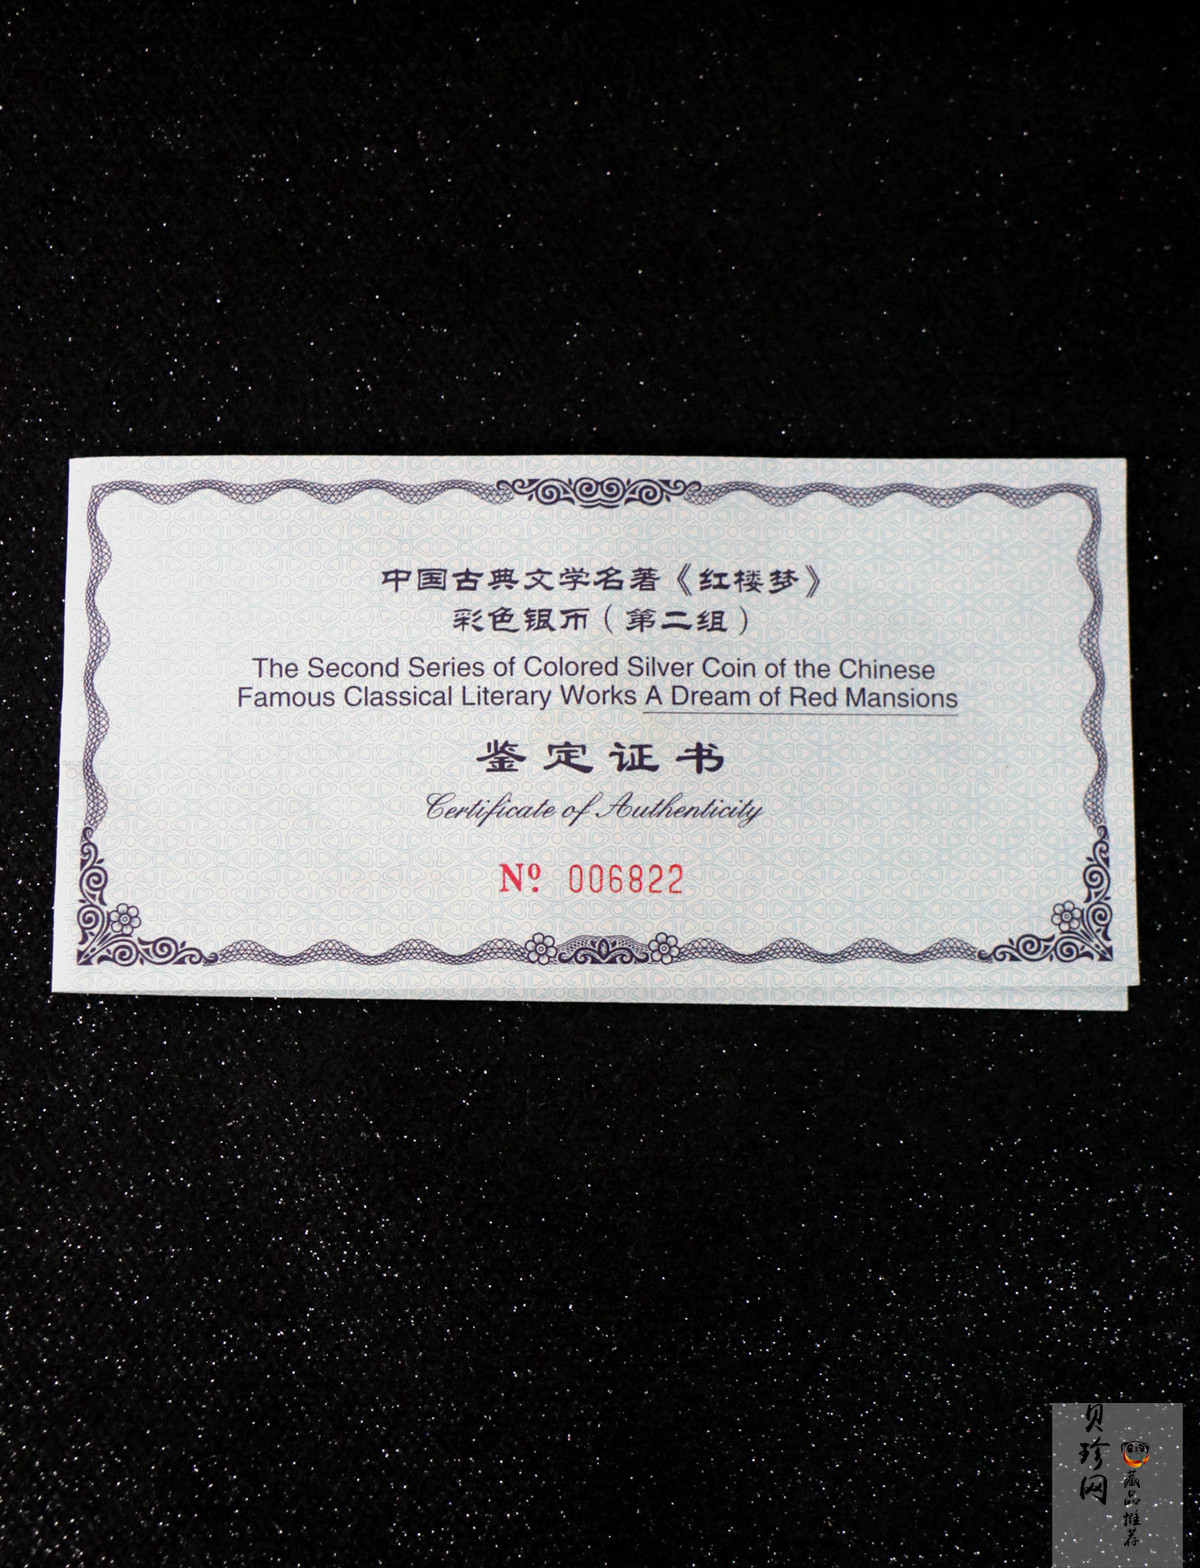 中国古典文学名著《红楼梦》
彩色银币（第二组）
The Second Series of Colored Silver Coin of the Chinese
Famous Classical Literary Works A Dream of Red Mansions
鉴定证书
Certificate of Authenticity
Nº 006822
贝珍网
藏品推荐